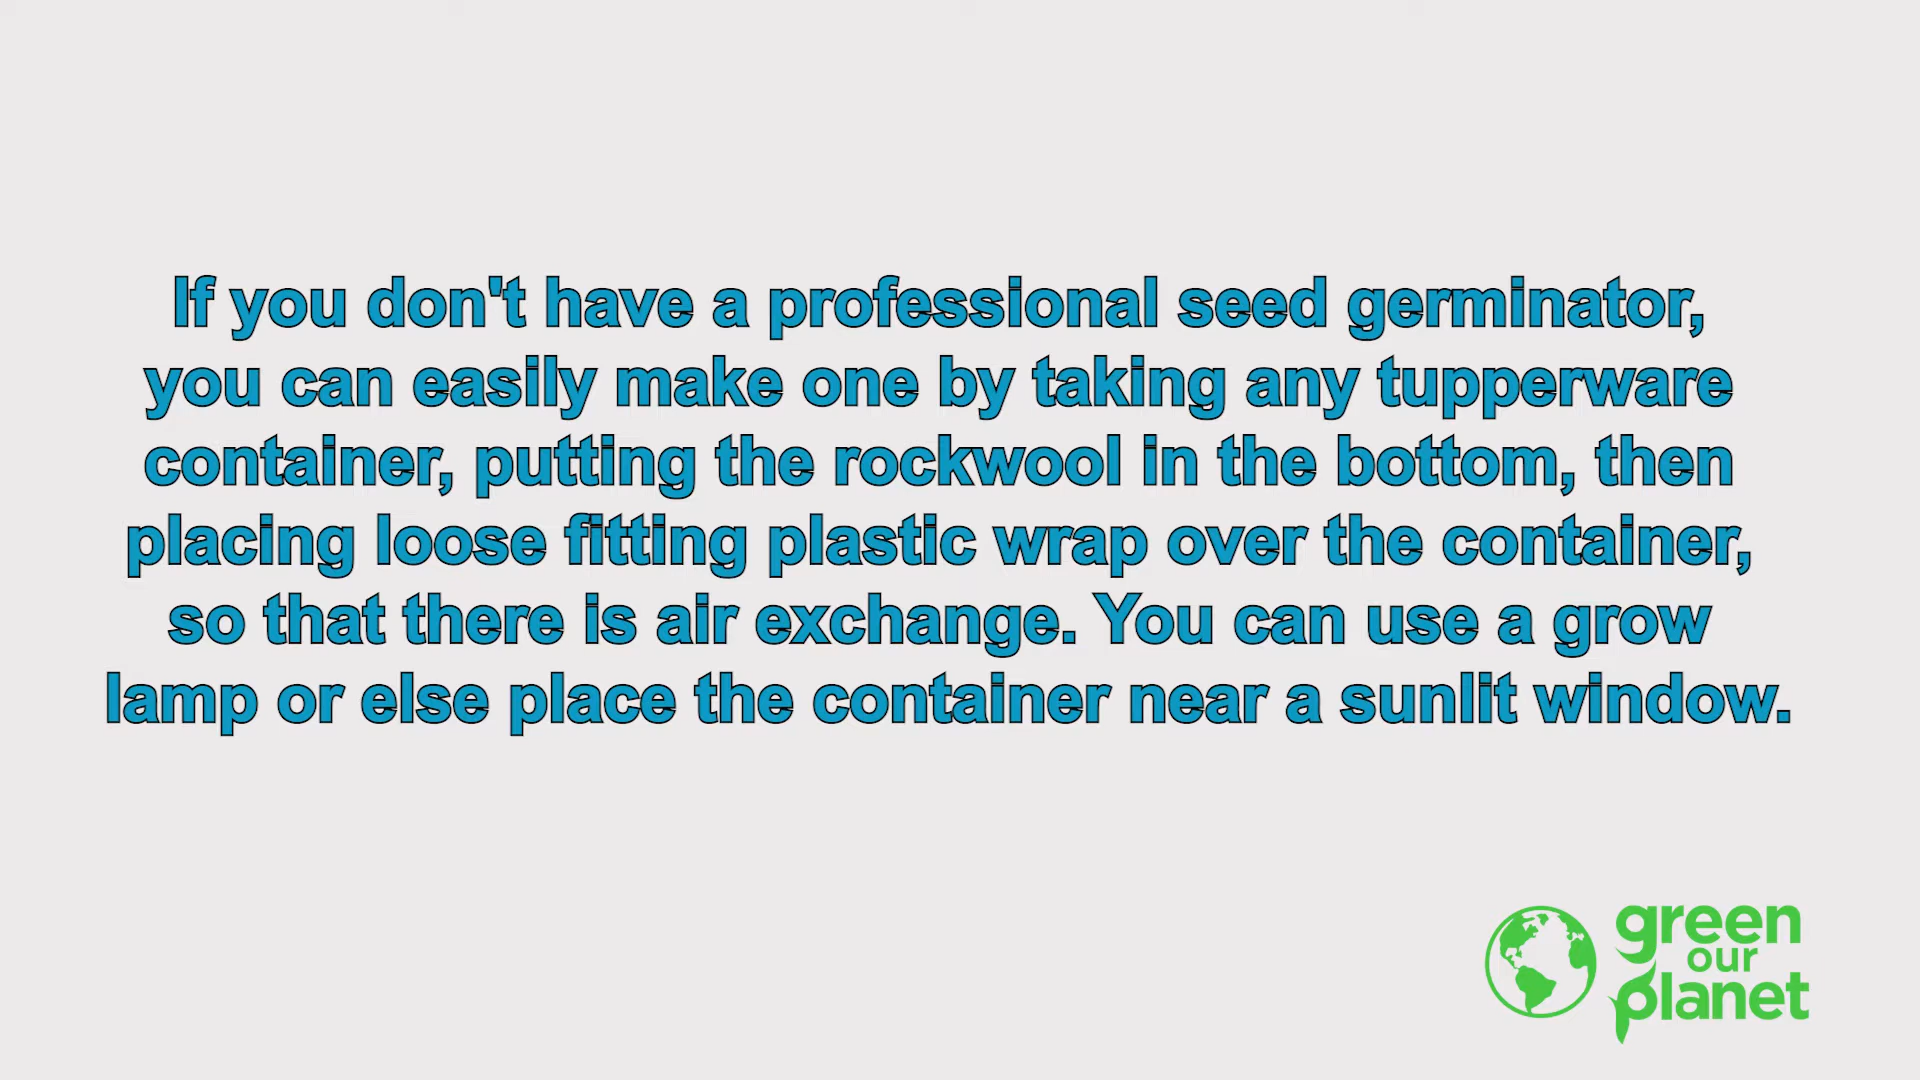 If you don't have a professional seed germinator,
you can easily make one by taking any tupperware
container, putting the rockwool in the bottom, then
placing loose fitting plastic wrap over the container,
so that there is air exchange. You can use a grow
lamp or else place the container near a sunlit window.
green
our
planet